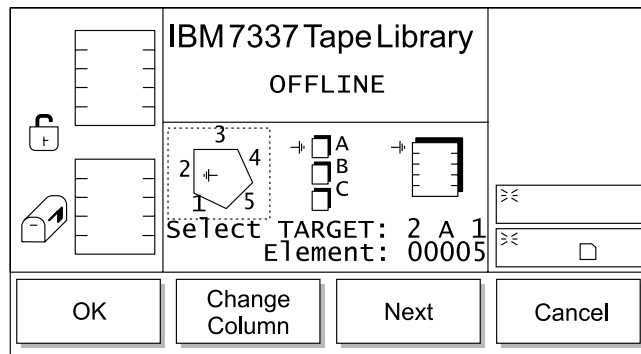 IBM 7337 Tape Library
OFFLINE
3
2
4
1
5
A
B
C
Select TARGET: 2 A 1
Element: 00005
OK
Change
Column
Next
Cancel